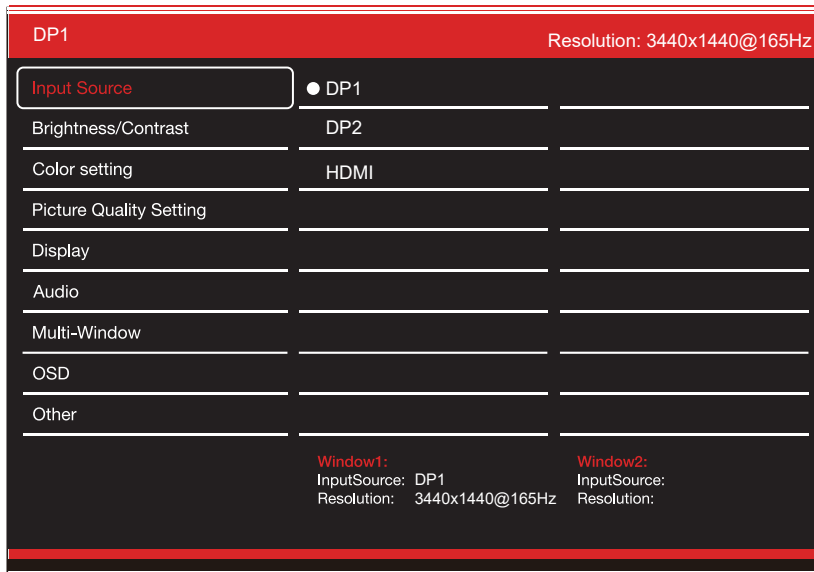 DP1 Resolution: 3440x1440@165Hz
Input Source DP1
Brightness/Contrast DP2
Color setting HDMI
Picture Quality Setting
Display
Audio
Multi-Window
OSD
Other
Window1: Window2:
InputSource: DP1 InputSource:
Resolution: 3440x1440@165Hz Resolution: